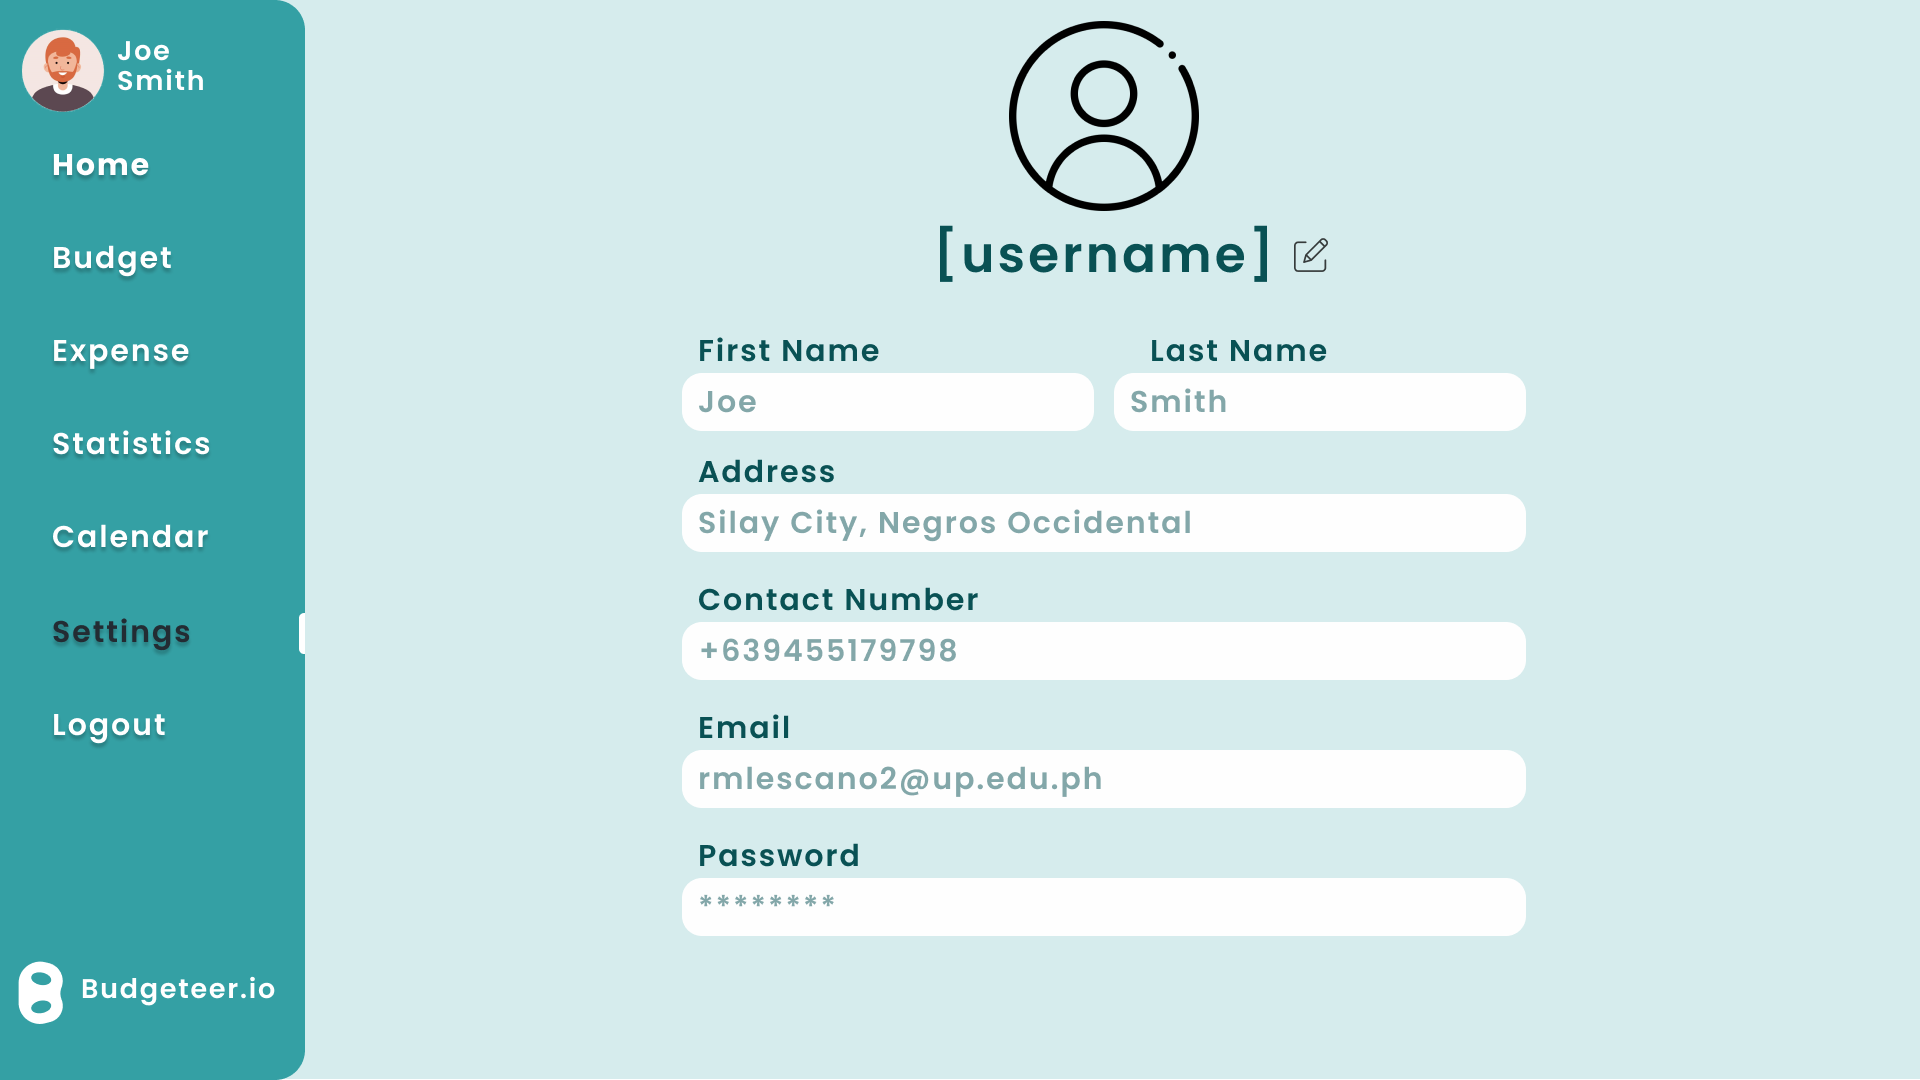 Joe
Smith
Home
Budget
Expense
Statistics
Calendar
Settings
Logout
Budgeteer.io
[username]
First Name
Last Name
Joe
Smith
Address
Silay City, Negros Occidental
Contact Number
+639455179798
Email
rmlescano2@up.edu.ph
Password
********